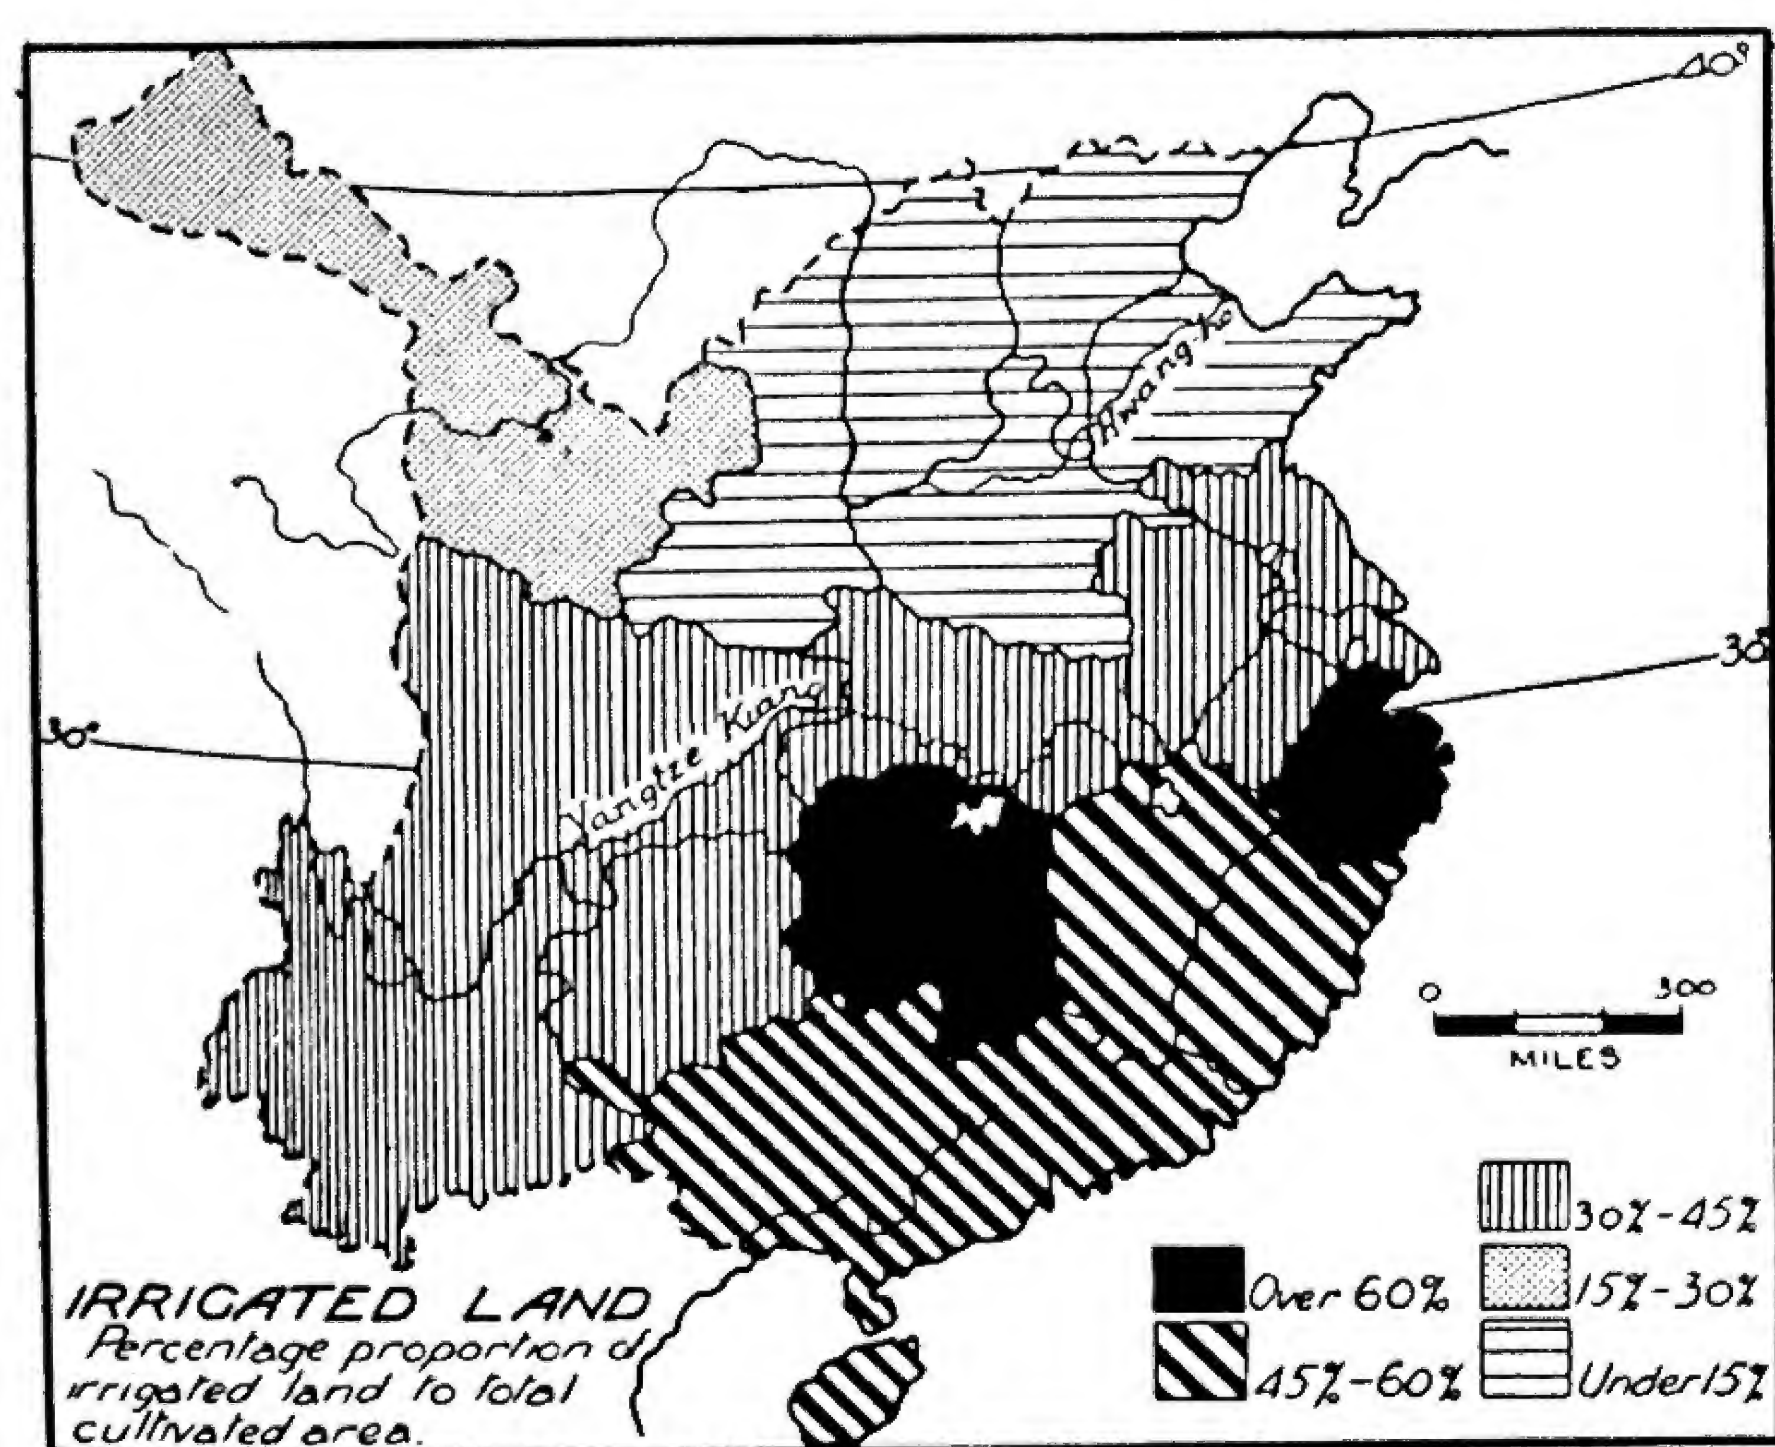 40°
Hwang-Ho
30°
30°
Yangtze Kiang
0 300
MILES
30%-45%
Over 60% 15%-30%
45%-60% Under 15%
IRRIGATED LAND
Percentage proportion of
irrigated land to total
cultivated area.